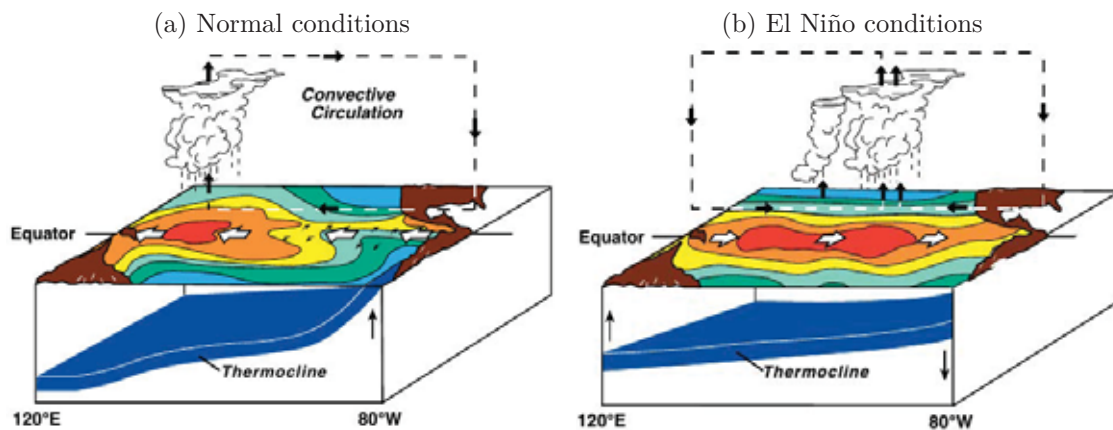 (a) Normal conditions
Convective
Circulation
Equator
Thermocline
120°E
80°W
(b) El Niño conditions
Equator
Thermocline
120°E
80°W